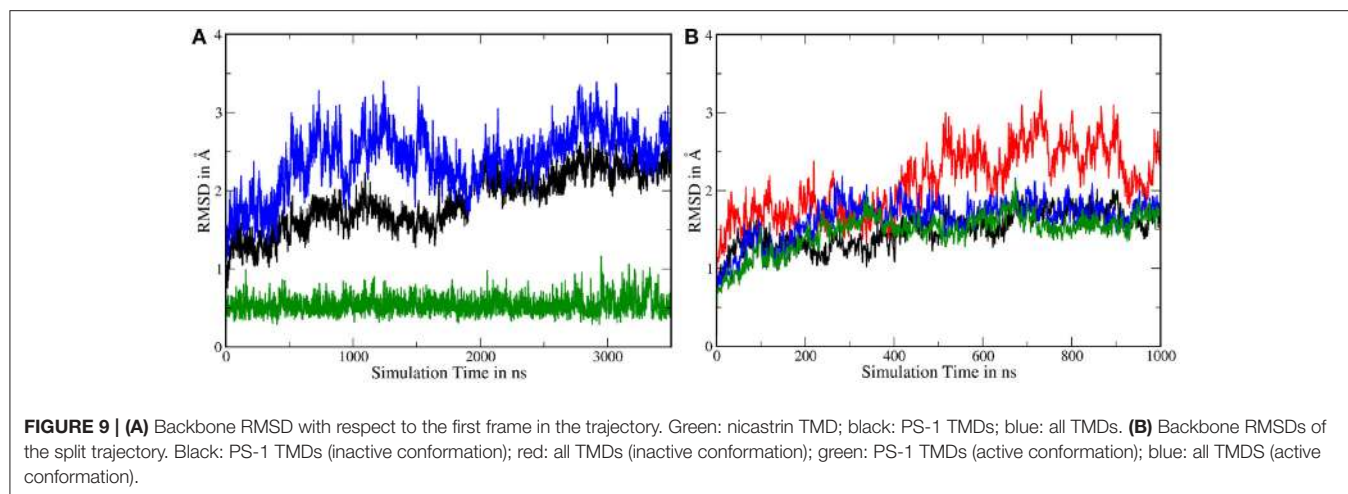 A
B
4
3
2
1
0
RMSD in Å
0
1000
2000
3000
Simulation Time in ns
4
3
2
1
0
RMSD in Å
0
200
400
600
800
1000
Simulation Time in ns
FIGURE 9 | (A) Backbone RMSD with respect to the first frame in the trajectory. Green: nicastrin TMD; black: PS-1 TMDs; blue: all TMDs. (B) Backbone RMSDs of
the split trajectory. Black: PS-1 TMDs (inactive conformation); red: all TMDs (inactive conformation); green: PS-1 TMDs (active conformation); blue: all TMDS (active
conformation).